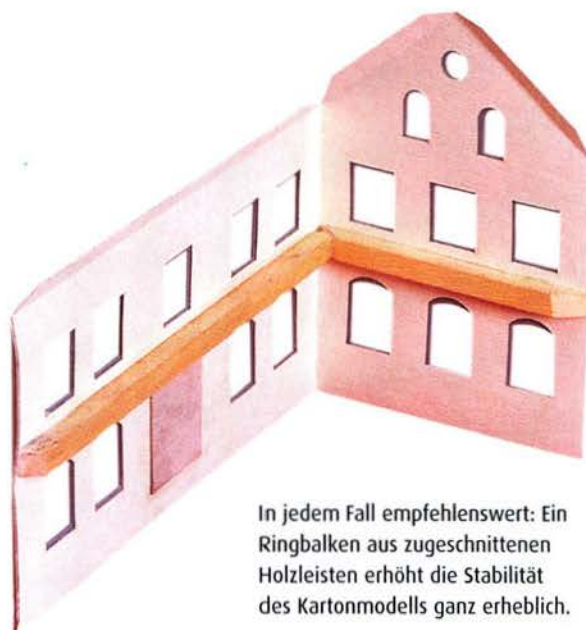 In jedem Fall empfehlenswert: Ein
Ringbalken aus zugeschnittenen
Holzleisten erhöht die Stabilität
des Kartonmodells ganz erheblich.